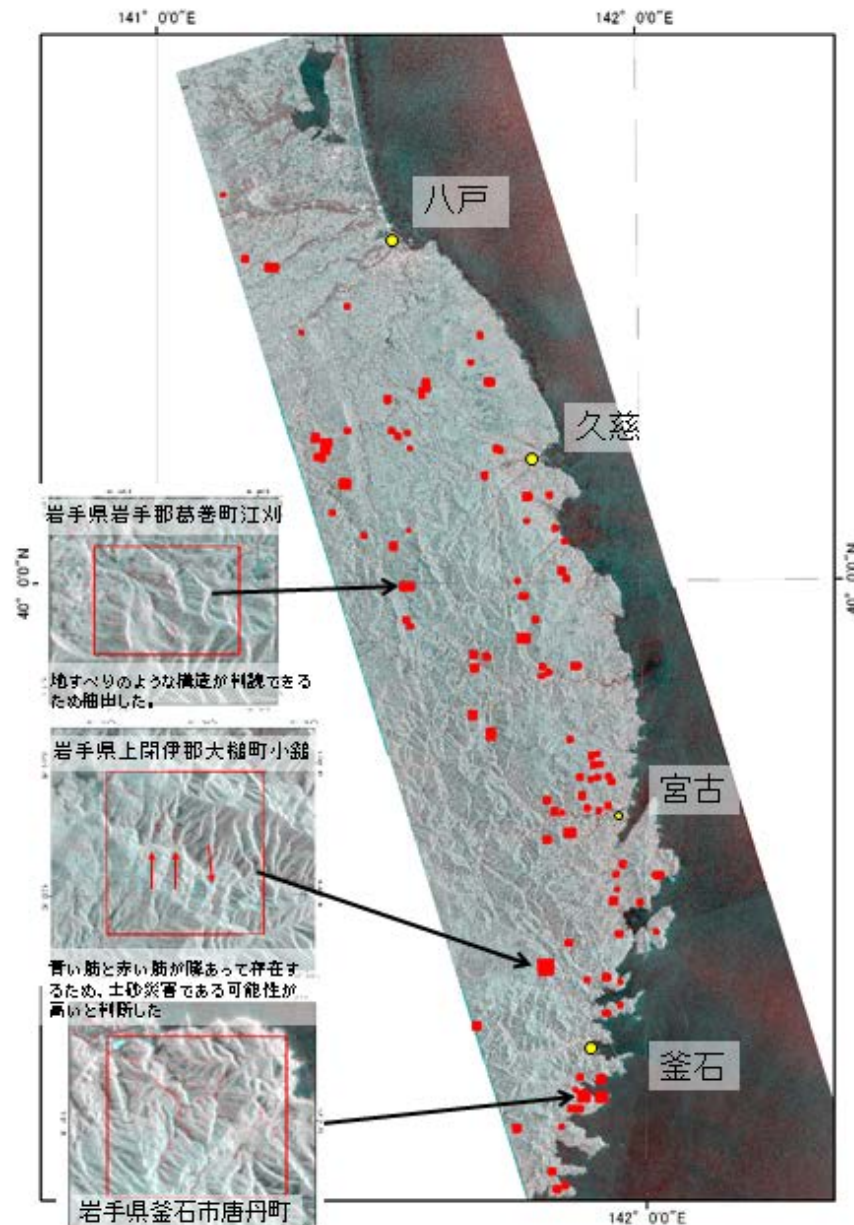 141° 0'0"E
142° 0'0"E
八戸
久慈
岩手県岩手郡葛巻町江刈
40° 0'0"N
40° 0'0"N
地すべりのような構造が判読できる
ため抽出した。
岩手県上閉伊郡大槌町小鎚
宮古
青い筋と赤い筋が隣あって存在す
るため、土砂災害である可能性が
高いと判断した
釜石
岩手県釜石市唐丹町
142° 0'0"E